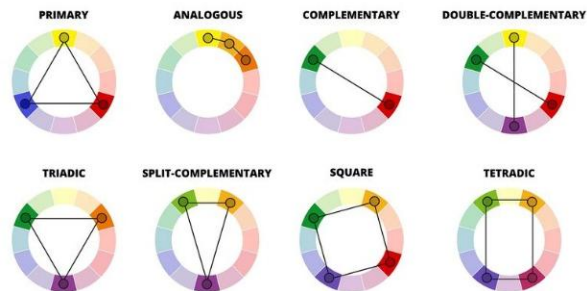 PRIMARY
ANALOGOUS
COMPLEMENTARY
DOUBLE-COMPLEMENTARY
TRIADIC
SPLIT-COMPLEMENTARY
SQUARE
TETRADIC